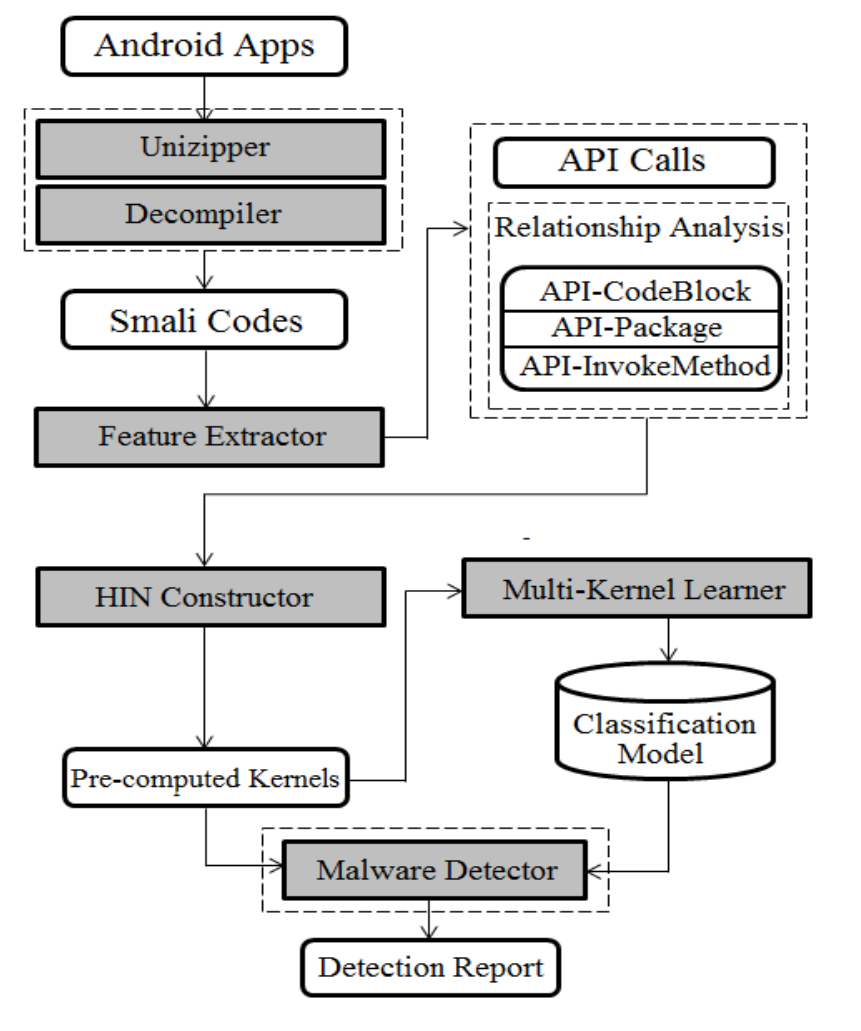 Android Apps
Unizipper
Decompiler
Smali Codes
Feature Extractor
API Calls
Relationship Analysis
API-CodeBlock
API-Package
API-InvokeMethod
HIN Constructor
Multi-Kernel Learner
Classification
Model
Pre-computed Kernels
Malware Detector
Detection Report